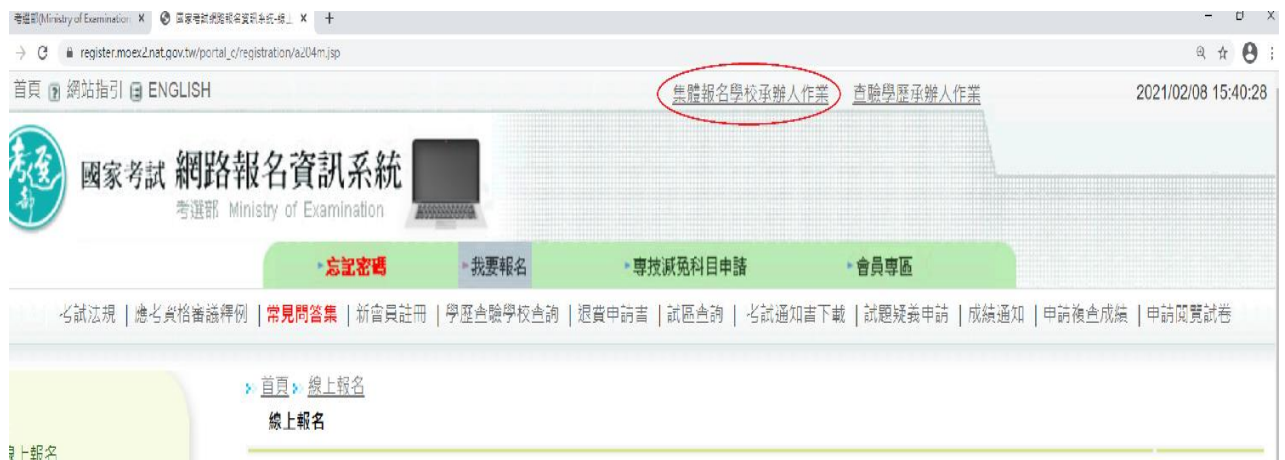 考選部(Ministry of Examination) 國家考試網路報名資訊系統-線上
register.moex2.nat.gov.tw/portal_c/registration/a204m.jsp
首頁 網站指引 ENGLISH 集體報名學校承辦人作業 查驗學歷承辦人作業 2021/02/08 15:40:28
考選部
國家考試 網路報名資訊系統
考選部 Ministry of Examination
忘記密碼 我要報名 專技減免科目申請 會員專區
考試法規 | 應考資格審議釋例 | 常見問答集 | 新會員註冊 | 學歷查驗學校查詢 | 退費申請書 | 試區查詢 | 考試通知書下載 | 試題疑義申請 | 成績通知 | 申請複查成績 | 申請閱覽試卷
首頁 線上報名
線上報名
線上報名